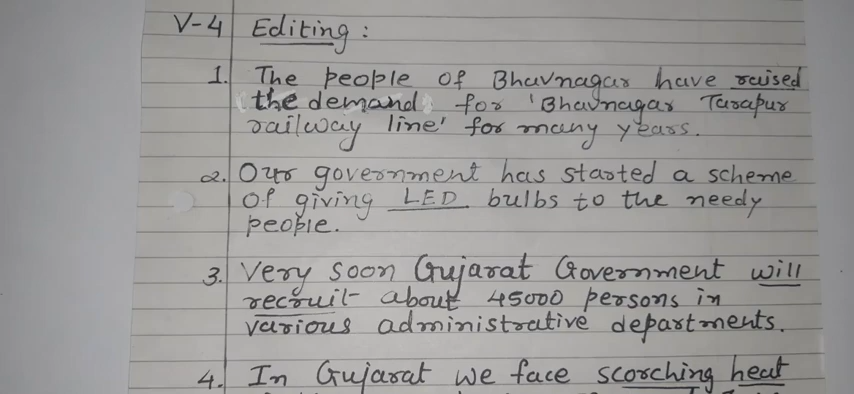 V-4 Editing :
1. The people of Bhavnagar have raised
the demand for 'Bhavnagar Tarapur
railway line' for many years.
2. Our government has started a scheme
of giving LED bulbs to the needy
people.
3. Very soon Gujarat Government will
recruit about 45000 persons in
various administrative departments.
4. In Gujarat we face scorching heat